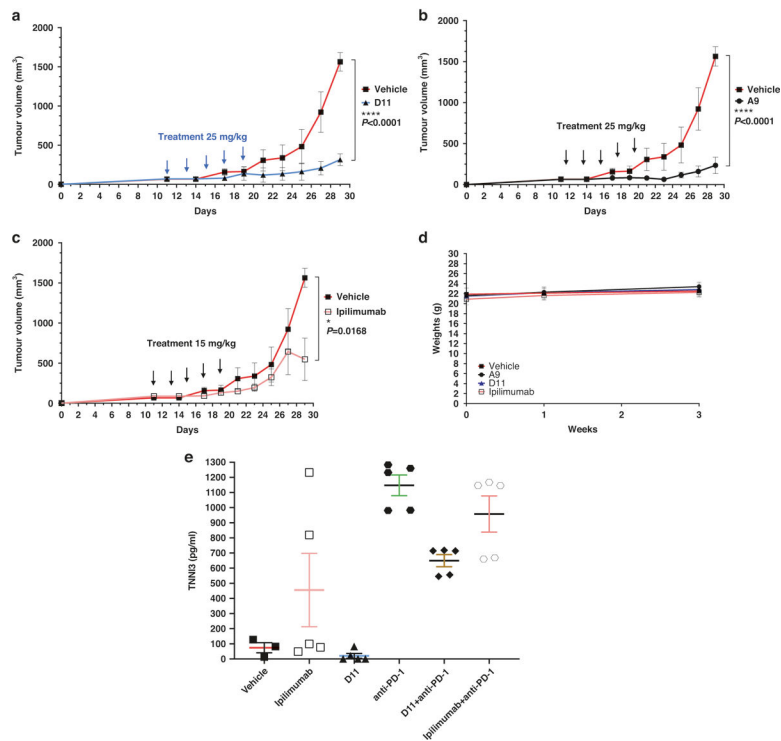 a
2000
1500
1000
500
0
Tumour volume (mm3)
0 2 4 6 8 10 12 14 16 18 20 22 24 26 28 30
Days
Treatment 25 mg/kg
Vehicle
D11
****
P<0.0001
b
2000
1500
1000
500
0
Tumour volume (mm3)
0 2 4 6 8 10 12 14 16 18 20 22 24 26 28 30
Days
Treatment 25 mg/kg
Vehicle
A9
****
P<0.0001
c
2000
1500
1000
500
0
Tumour volume (mm3)
0 2 4 6 8 10 12 14 16 18 20 22 24 26 28 30
Days
Treatment 15 mg/kg
Vehicle
Ipilimumab
*
P=0.0168
d
30
28
26
24
22
20
18
16
14
12
10
8
6
4
2
0
Weights (g)
Vehicle
A9
D11
Ipilimumab
0 1 2 3
Weeks
e
1300
1200
1100
1000
900
800
700
600
500
400
300
200
100
0
TNNI3 (pg/ml)
Vehicle
Ipilimumab
D11
anti-PD-1
D11+anti-PD-1
Ipilimumab+anti-PD-1